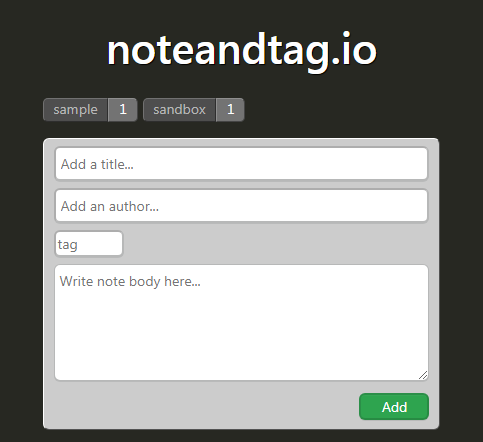 noteandtag.io
sample 1 sandbox 1
Add a title...
Add an author...
tag
Write note body here...
Add